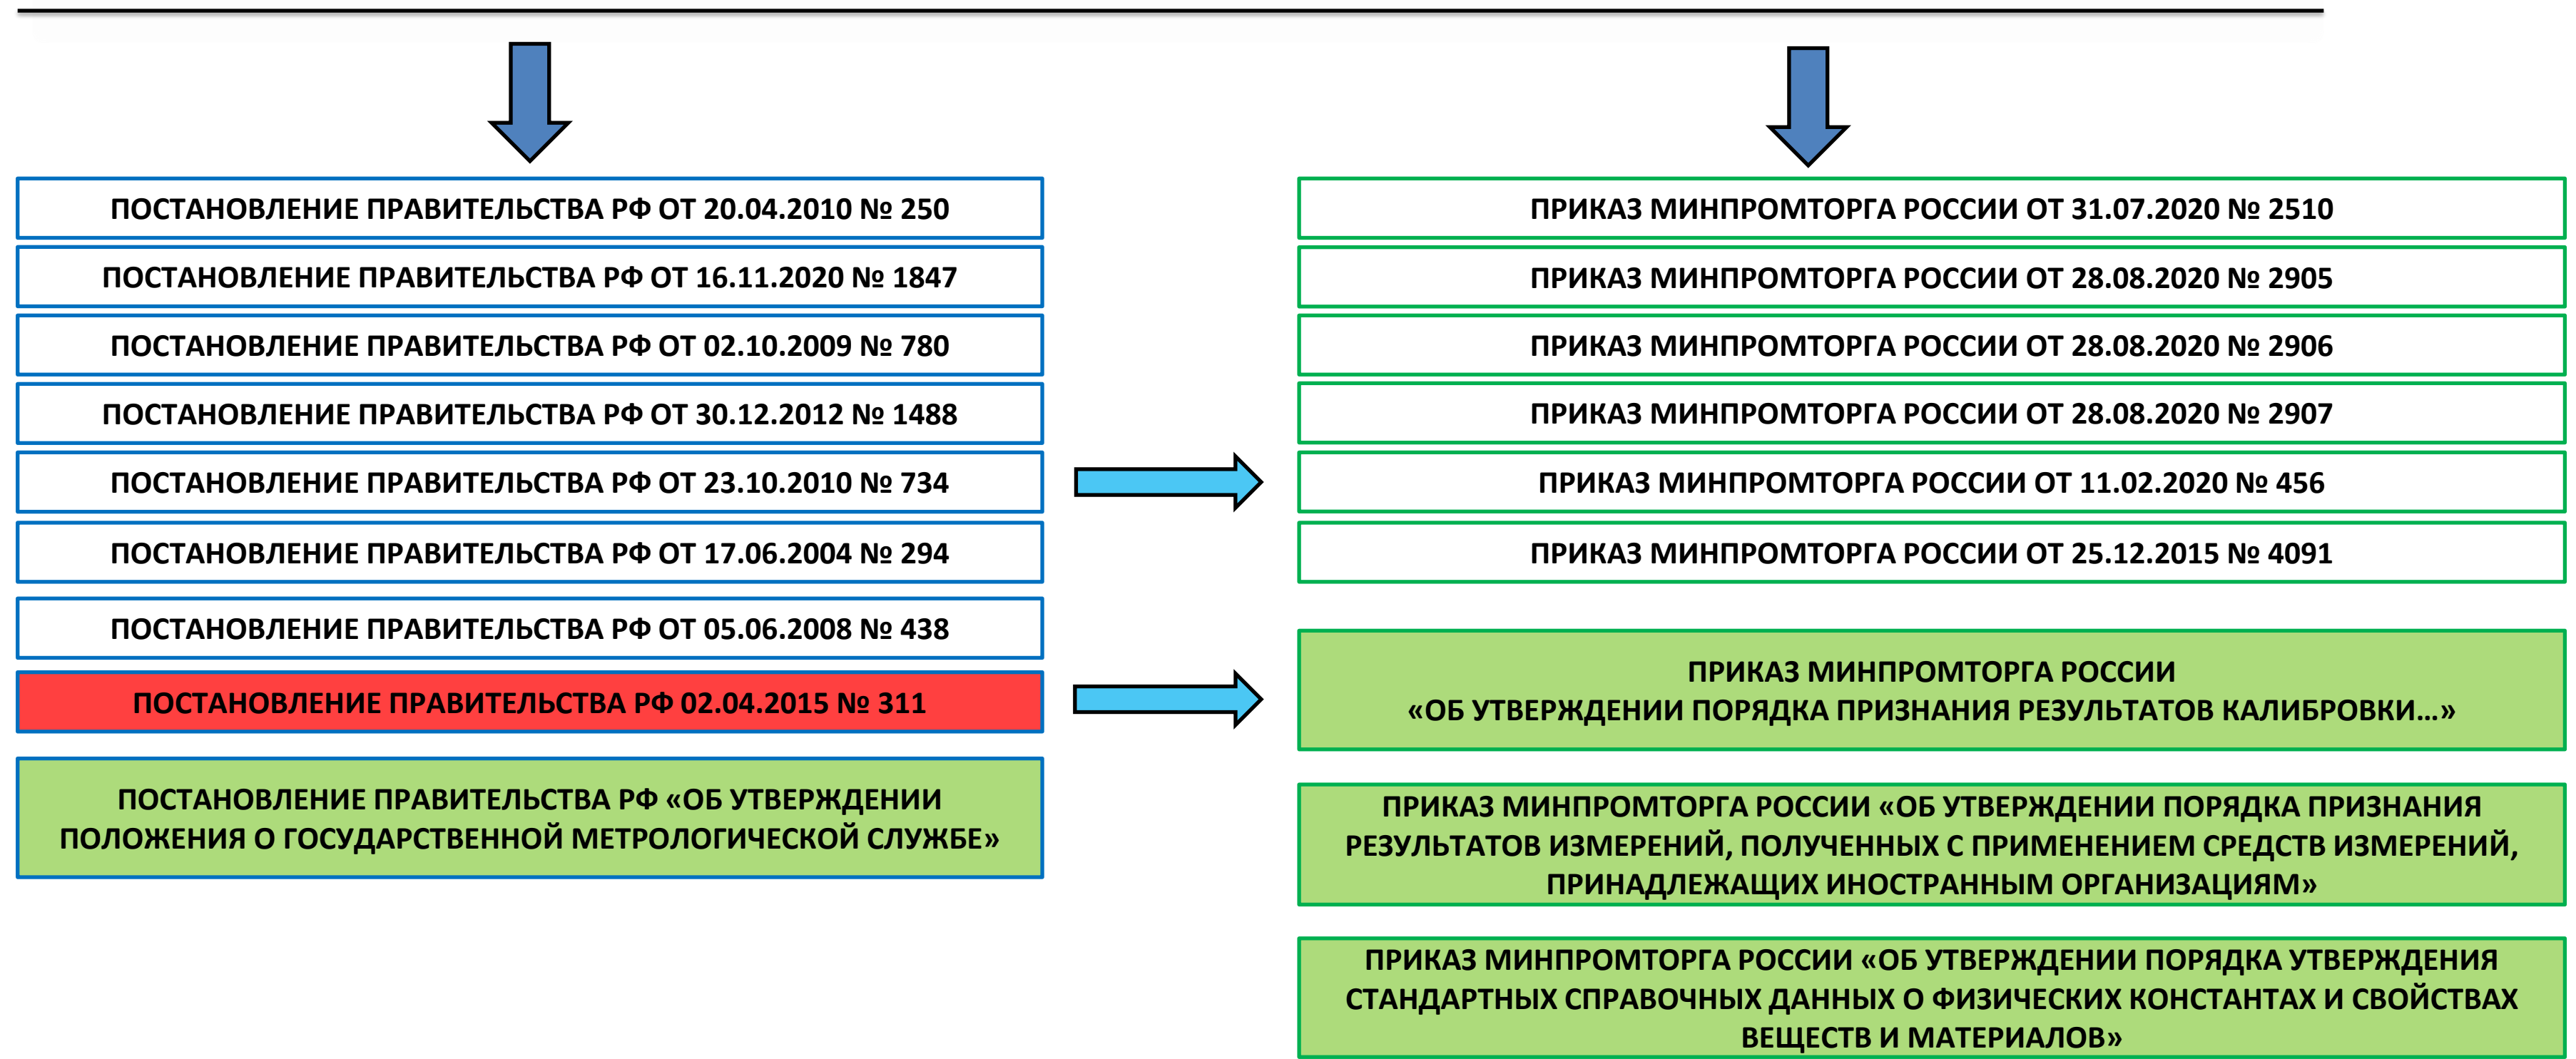 ПОСТАНОВЛЕНИЕ ПРАВИТЕЛЬСТВА РФ ОТ 20.04.2010 № 250
ПОСТАНОВЛЕНИЕ ПРАВИТЕЛЬСТВА РФ ОТ 16.11.2020 № 1847
ПОСТАНОВЛЕНИЕ ПРАВИТЕЛЬСТВА РФ ОТ 02.10.2009 № 780
ПОСТАНОВЛЕНИЕ ПРАВИТЕЛЬСТВА РФ ОТ 30.12.2012 № 1488
ПОСТАНОВЛЕНИЕ ПРАВИТЕЛЬСТВА РФ ОТ 23.10.2010 № 734
ПОСТАНОВЛЕНИЕ ПРАВИТЕЛЬСТВА РФ ОТ 17.06.2004 № 294
ПОСТАНОВЛЕНИЕ ПРАВИТЕЛЬСТВА РФ ОТ 05.06.2008 № 438
ПОСТАНОВЛЕНИЕ ПРАВИТЕЛЬСТВА РФ 02.04.2015 № 311
ПОСТАНОВЛЕНИЕ ПРАВИТЕЛЬСТВА РФ «ОБ УТВЕРЖДЕНИИ
ПОЛОЖЕНИЯ О ГОСУДАРСТВЕННОЙ МЕТРОЛОГИЧЕСКОЙ СЛУЖБЕ»
ПРИКАЗ МИНПРОМТОРГА РОССИИ ОТ 31.07.2020 № 2510
ПРИКАЗ МИНПРОМТОРГА РОССИИ ОТ 28.08.2020 № 2905
ПРИКАЗ МИНПРОМТОРГА РОССИИ ОТ 28.08.2020 № 2906
ПРИКАЗ МИНПРОМТОРГА РОССИИ ОТ 28.08.2020 № 2907
ПРИКАЗ МИНПРОМТОРГА РОССИИ ОТ 11.02.2020 № 456
ПРИКАЗ МИНПРОМТОРГА РОССИИ ОТ 25.12.2015 № 4091
ПРИКАЗ МИНПРОМТОРГА РОССИИ
«ОБ УТВЕРЖДЕНИИ ПОРЯДКА ПРИЗНАНИЯ РЕЗУЛЬТАТОВ КАЛИБРОВКИ…»
ПРИКАЗ МИНПРОМТОРГА РОССИИ «ОБ УТВЕРЖДЕНИИ ПОРЯДКА ПРИЗНАНИЯ
РЕЗУЛЬТАТОВ ИЗМЕРЕНИЙ, ПОЛУЧЕННЫХ С ПРИМЕНЕНИЕМ СРЕДСТВ ИЗМЕРЕНИЙ,
ПРИНАДЛЕЖАЩИХ ИНОСТРАННЫМ ОРГАНИЗАЦИЯМ»
ПРИКАЗ МИНПРОМТОРГА РОССИИ «ОБ УТВЕРЖДЕНИИ ПОРЯДКА УТВЕРЖДЕНИЯ
СТАНДАРТНЫХ СПРАВОЧНЫХ ДАННЫХ О ФИЗИЧЕСКИХ КОНСТАНТАХ И СВОЙСТВАХ
ВЕЩЕСТВ И МАТЕРИАЛОВ»